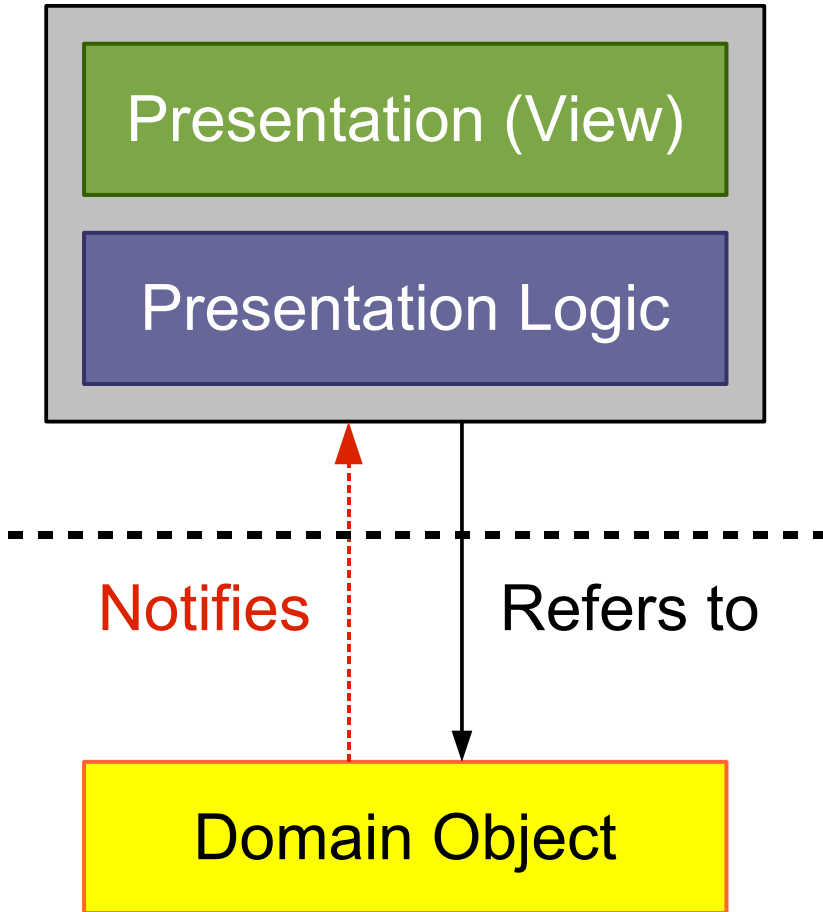 Presentation (View)
Presentation Logic
Notifies
Refers to
Domain Object